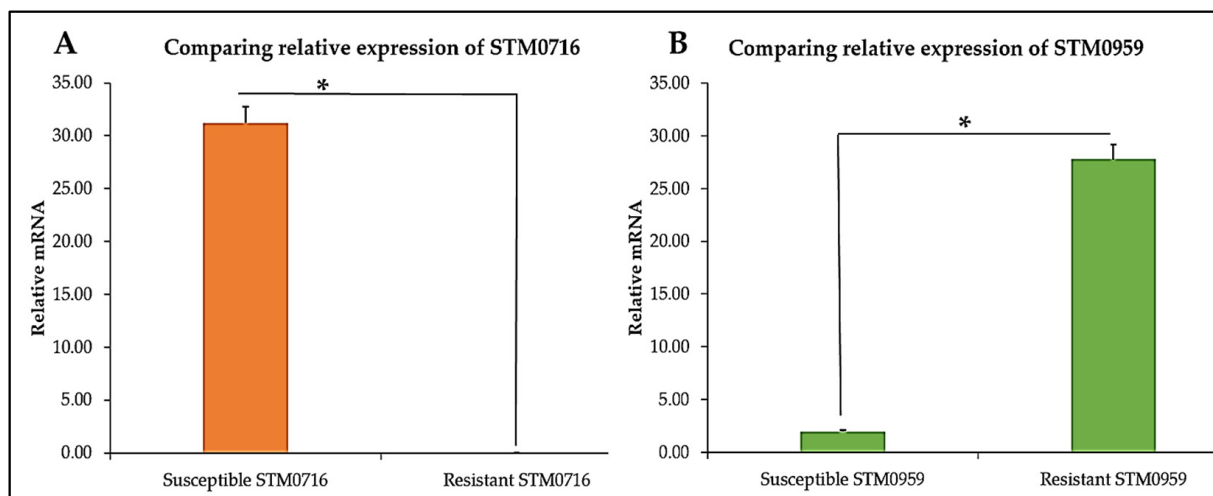 A
Comparing relative expression of STM0716
35.00
30.00
25.00
20.00
15.00
10.00
5.00
0.00
Relative mRNA
*
Susceptible STM0716
Resistant STM0716
B
Comparing relative expression of STM0959
35.00
30.00
25.00
20.00
15.00
10.00
5.00
0.00
Relative mRNA
*
Susceptible STM0959
Resistant STM0959